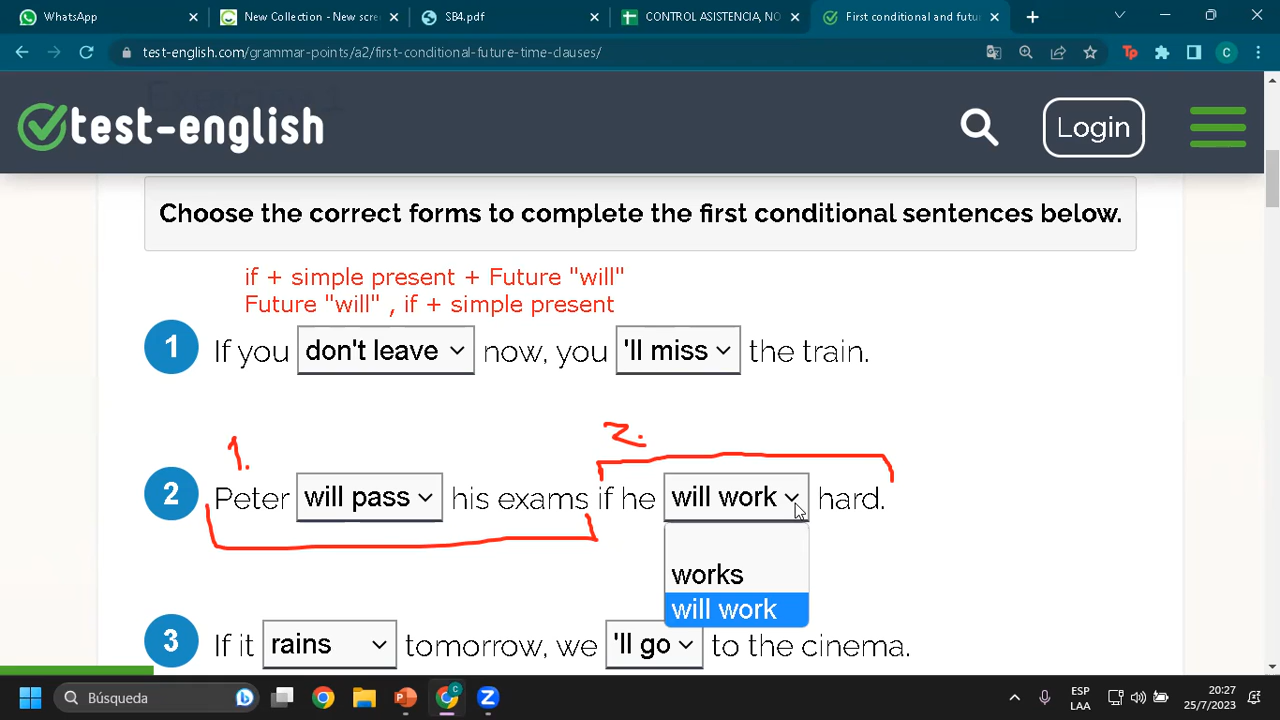 WhatsApp
New Collection - New scre
SB4.pdf
CONTROL ASISTENCIA, NO
First conditional and futu
test-english.com/grammar-points/a2/first-conditional-future-time-clauses/
C
test-english
Login
Choose the correct forms to complete the first conditional sentences below.
if + simple present + Future "will"
Future "will" , if + simple present
1 If you don't leave now, you 'll miss the train.
1. 2.
2 Peter will pass his exams if he will work hard.
works
will work
3 If it rains tomorrow, we 'll go to the cinema.
Búsqueda
ESP
LAA
20:27
25/7/2023